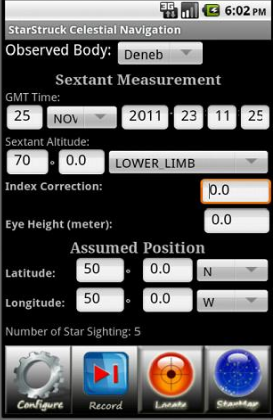 3G 6:02 PM
StarStruck Celestial Navigation
Observed Body: Deneb
Sextant Measurement
GMT Time:
25 NOV 2011 23 11 25
Sextant Altitude:
70 ° 0.0 LOWER_LIMB
Index Correction: 0.0
Eye Height (meter): 0.0
Assumed Position
Latitude: 50 ° 0.0 N
Longitude: 50 ° 0.0 W
Number of Star Sighting: 5
Configure Record Locate StarMap